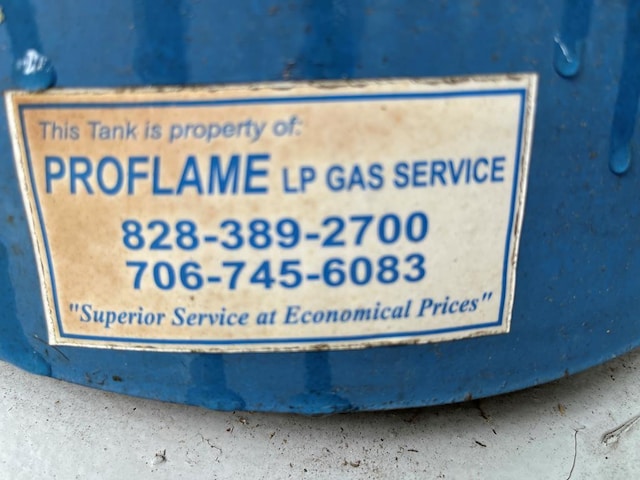 This Tank is property of:
PROFLAME LP GAS SERVICE
828-389-2700
706-745-6083
"Superior Service at Economical Prices"